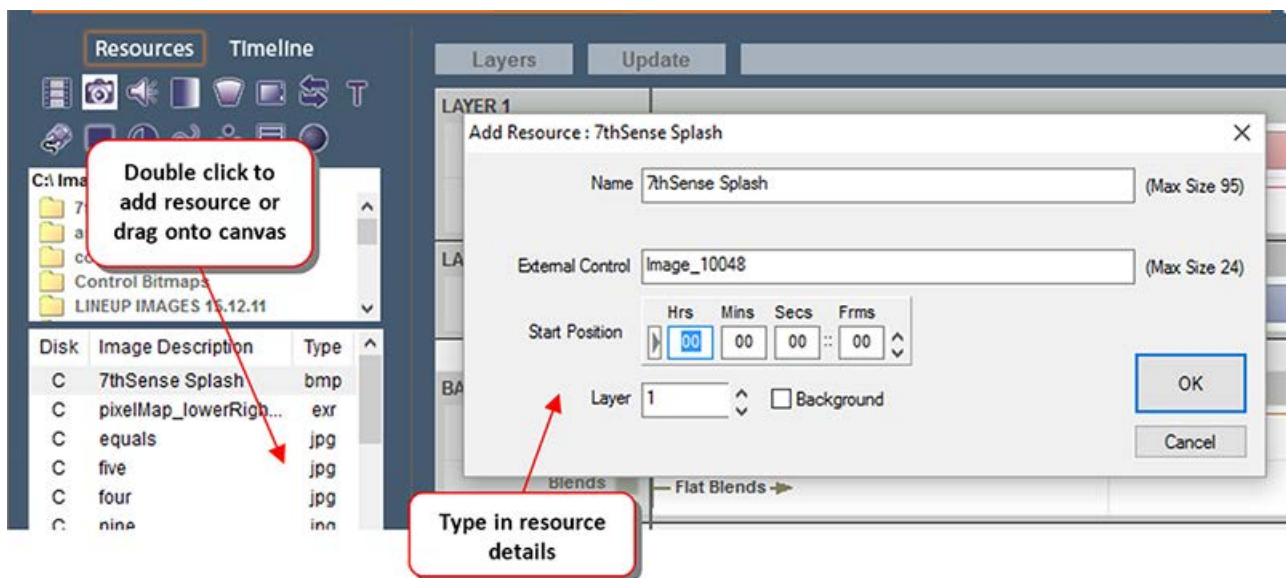 Resources Timeline
Layers Update
LAYER 1
Add Resource : 7thSense Splash
Name 7thSense Splash (Max Size 95)
External Control Image_10048 (Max Size 24)
Start Position
Hrs Mins Secs Frms
00 00 00 :: 00
Layer 1 Background
OK
Cancel
Double click to
add resource or
drag onto canvas
C:\ Ima
Control Bitmaps
LINEUP IMAGES 15.12.11
Disk Image Description Type
C 7thSense Splash bmp
C pixelMap_lowerRigh... exr
C equals jpg
C five jpg
C four jpg
C nine jpg
LA
BA
Blends
Flat Blends
Type in resource
details